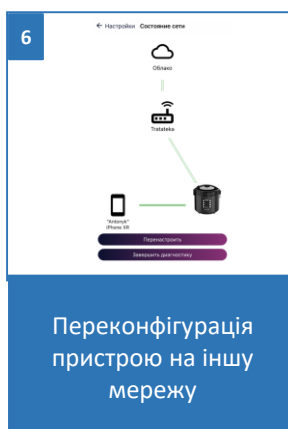 6
← Настройки Состояние сети
Облако
Tratateka
"Antonyk"
iPhone XR
Перенастроить
Завершить диагностику
Переконфігурація
пристрою на іншу
мережу